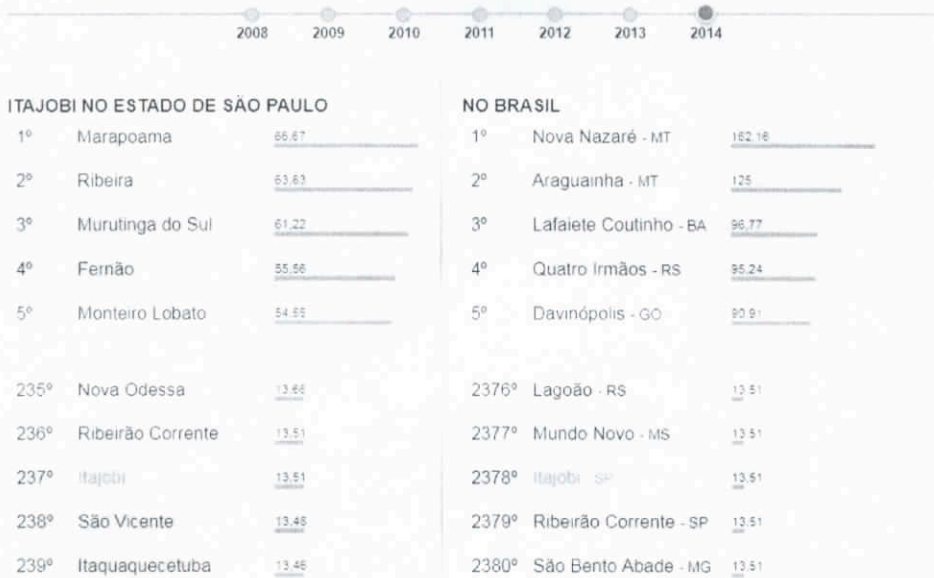 2008 2009 2010 2011 2012 2013 2014
ITAJOBI NO ESTADO DE SÃO PAULO
1º Marapoama 66,67
2º Ribeira 63,63
3º Murutinga do Sul 61,22
4º Fernão 55,56
5º Monteiro Lobato 54,55
235º Nova Odessa 13,66
236º Ribeirão Corrente 13,51
237º Itajobi 13,51
238º São Vicente 13,46
239º Itaquaquecetuba 13,46
NO BRASIL
1º Nova Nazaré - MT 162,16
2º Araguainha - MT 125
3º Lafaiete Coutinho - BA 96,77
4º Quatro Irmãos - RS 95,24
5º Davinópolis - GO 90,91
2376º Lagoão - RS 13,51
2377º Mundo Novo - MS 13,51
2378º Itajobi - SP 13,51
2379º Ribeirão Corrente - SP 13,51
2380º São Bento Abade - MG 13,51